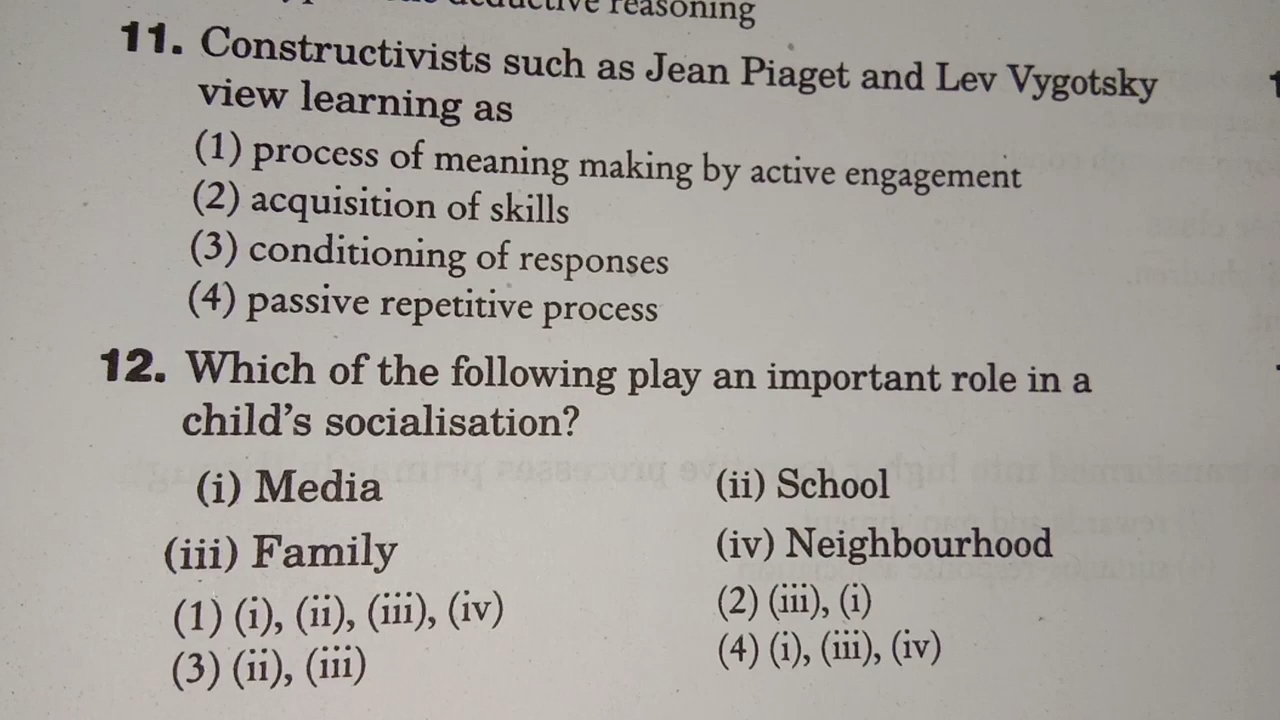 deductive reasoning
11. Constructivists such as Jean Piaget and Lev Vygotsky
view learning as
(1) process of meaning making by active engagement
(2) acquisition of skills
(3) conditioning of responses
(4) passive repetitive process
12. Which of the following play an important role in a
child's socialisation?
(i) Media (ii) School
(iii) Family (iv) Neighbourhood
(1) (i), (ii), (iii), (iv) (2) (iii), (i)
(3) (ii), (iii) (4) (i), (iii), (iv)